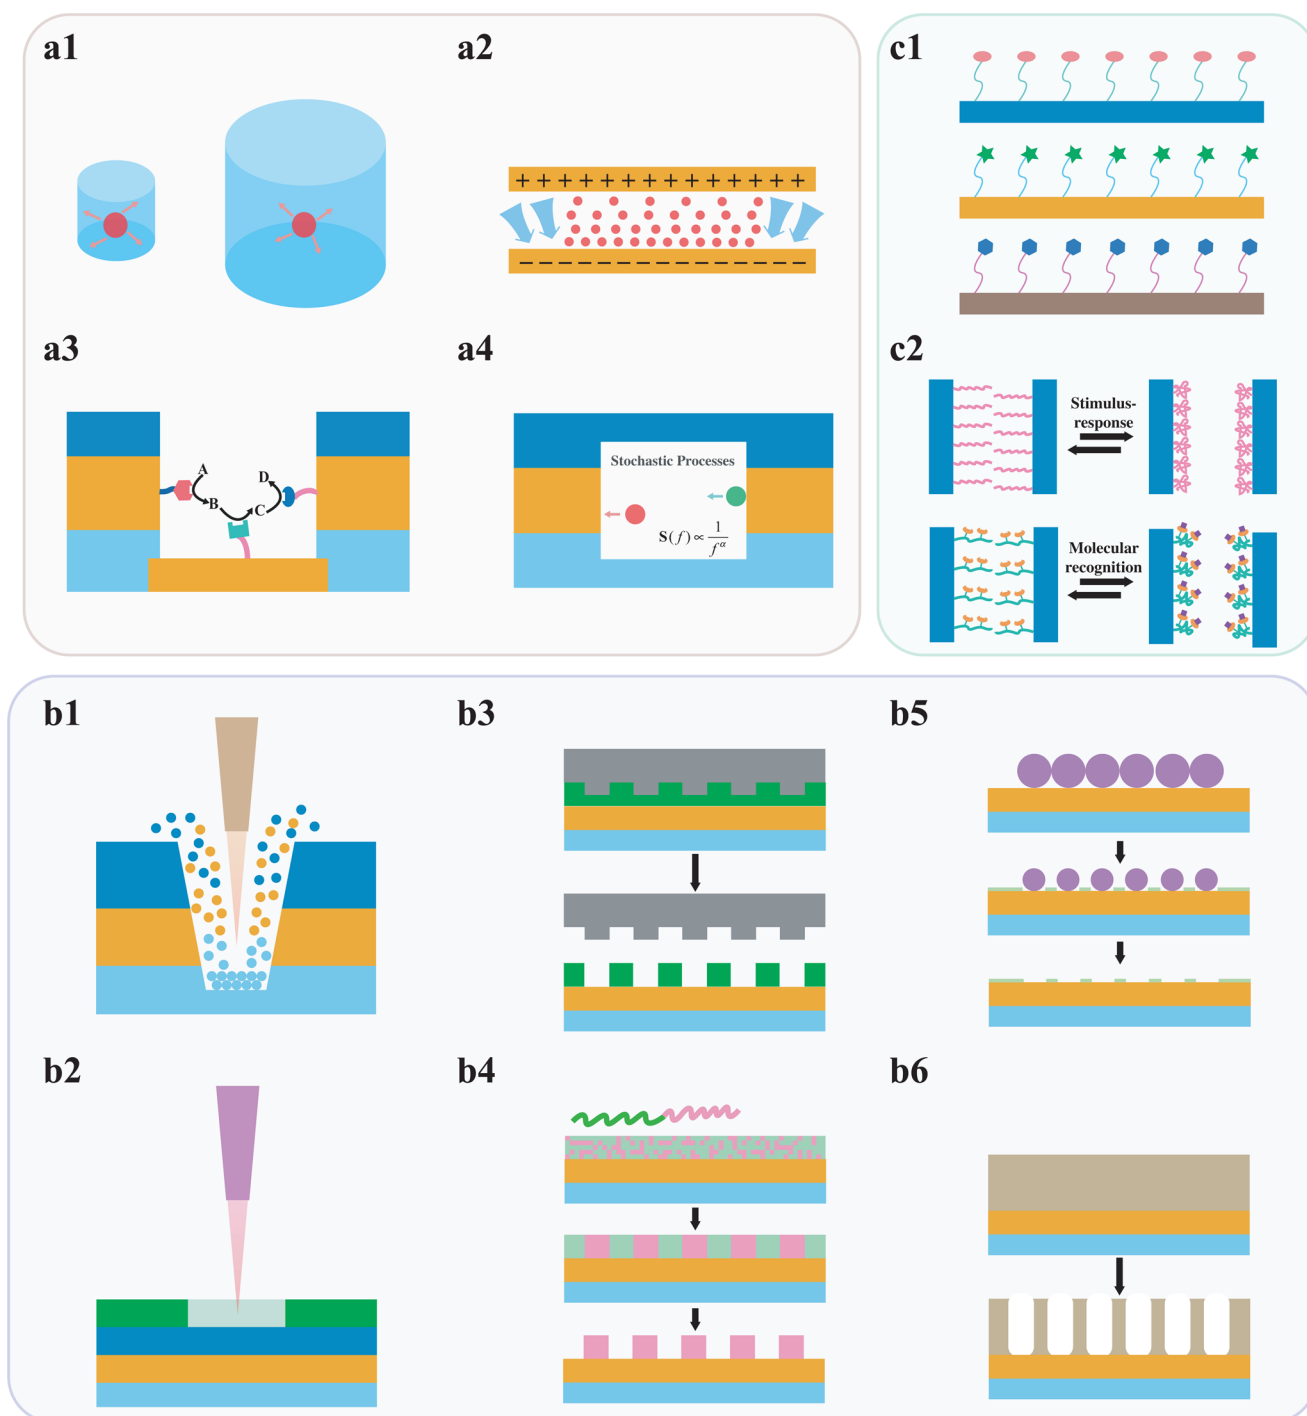 a1
a2
+ + + + + + + + + + + + + +
− − − − − − − − − − − − − −
a3
A
B
C
D
a4
Stochastic Processes
S(f) ∝ 1/f^α
c1
c2
Stimulus-
response
Molecular
recognition
b1
b3
b5
b2
b4
b6